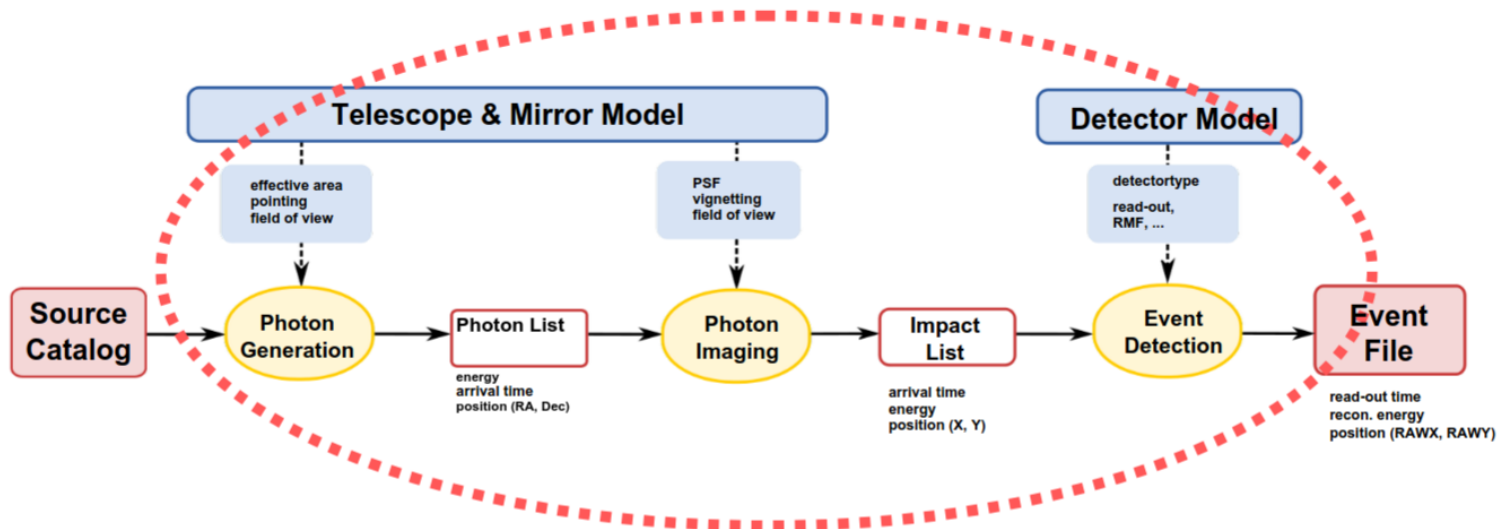 Telescope & Mirror Model
Detector Model
effective area
pointing
field of view
PSF
vignetting
field of view
detectortype
read-out,
RMF, ...
Source
Catalog
Photon
Generation
Photon List
energy
arrival time
position (RA, Dec)
Photon
Imaging
Impact
List
arrival time
energy
position (X, Y)
Event
Detection
Event
File
read-out time
recon. energy
position (RAWX, RAWY)